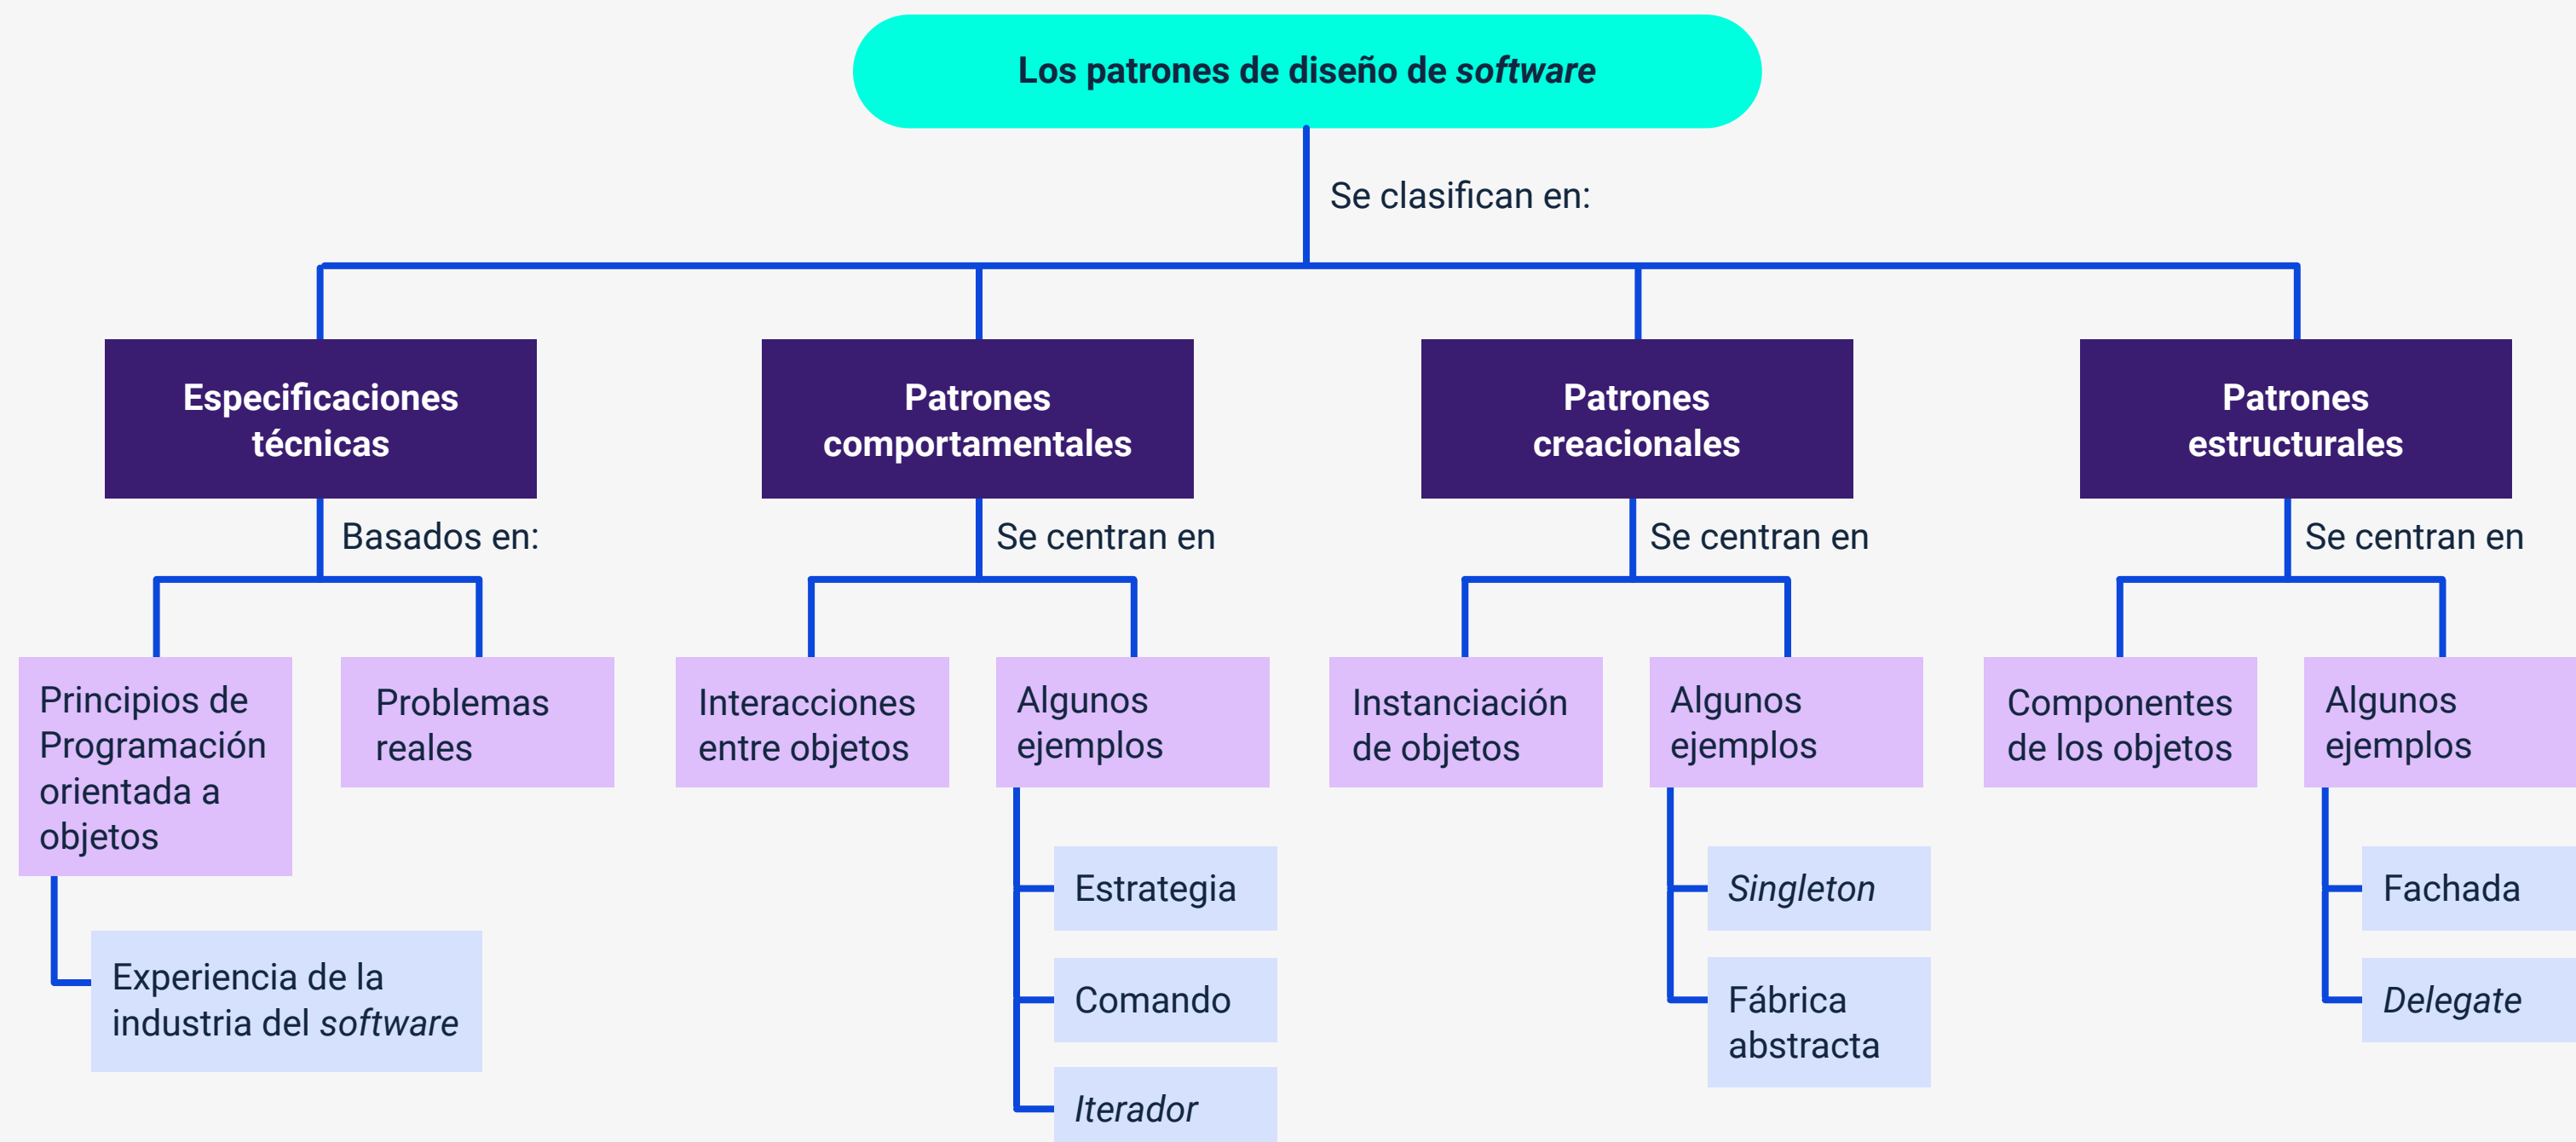 Los patrones de diseño de software
Se clasifican en:
Especificaciones
técnicas
Patrones
comportamentales
Patrones
creacionales
Patrones
estructurales
Basados en:
Se centran en
Se centran en
Se centran en
Principios de
Programación
orientada a
objetos
Problemas
reales
Interacciones
entre objetos
Algunos
ejemplos
Instanciación
de objetos
Algunos
ejemplos
Componentes
de los objetos
Algunos
ejemplos
Experiencia de la
industria del software
Estrategia
Comando
Iterador
Singleton
Fábrica
abstracta
Fachada
Delegate